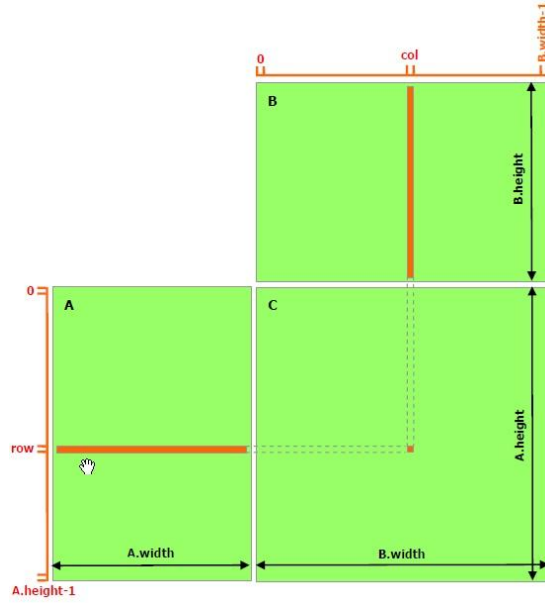 B.width-1
0
col
B
B.height
0
A
C
row
A.height
A.width
B.width
A.height-1